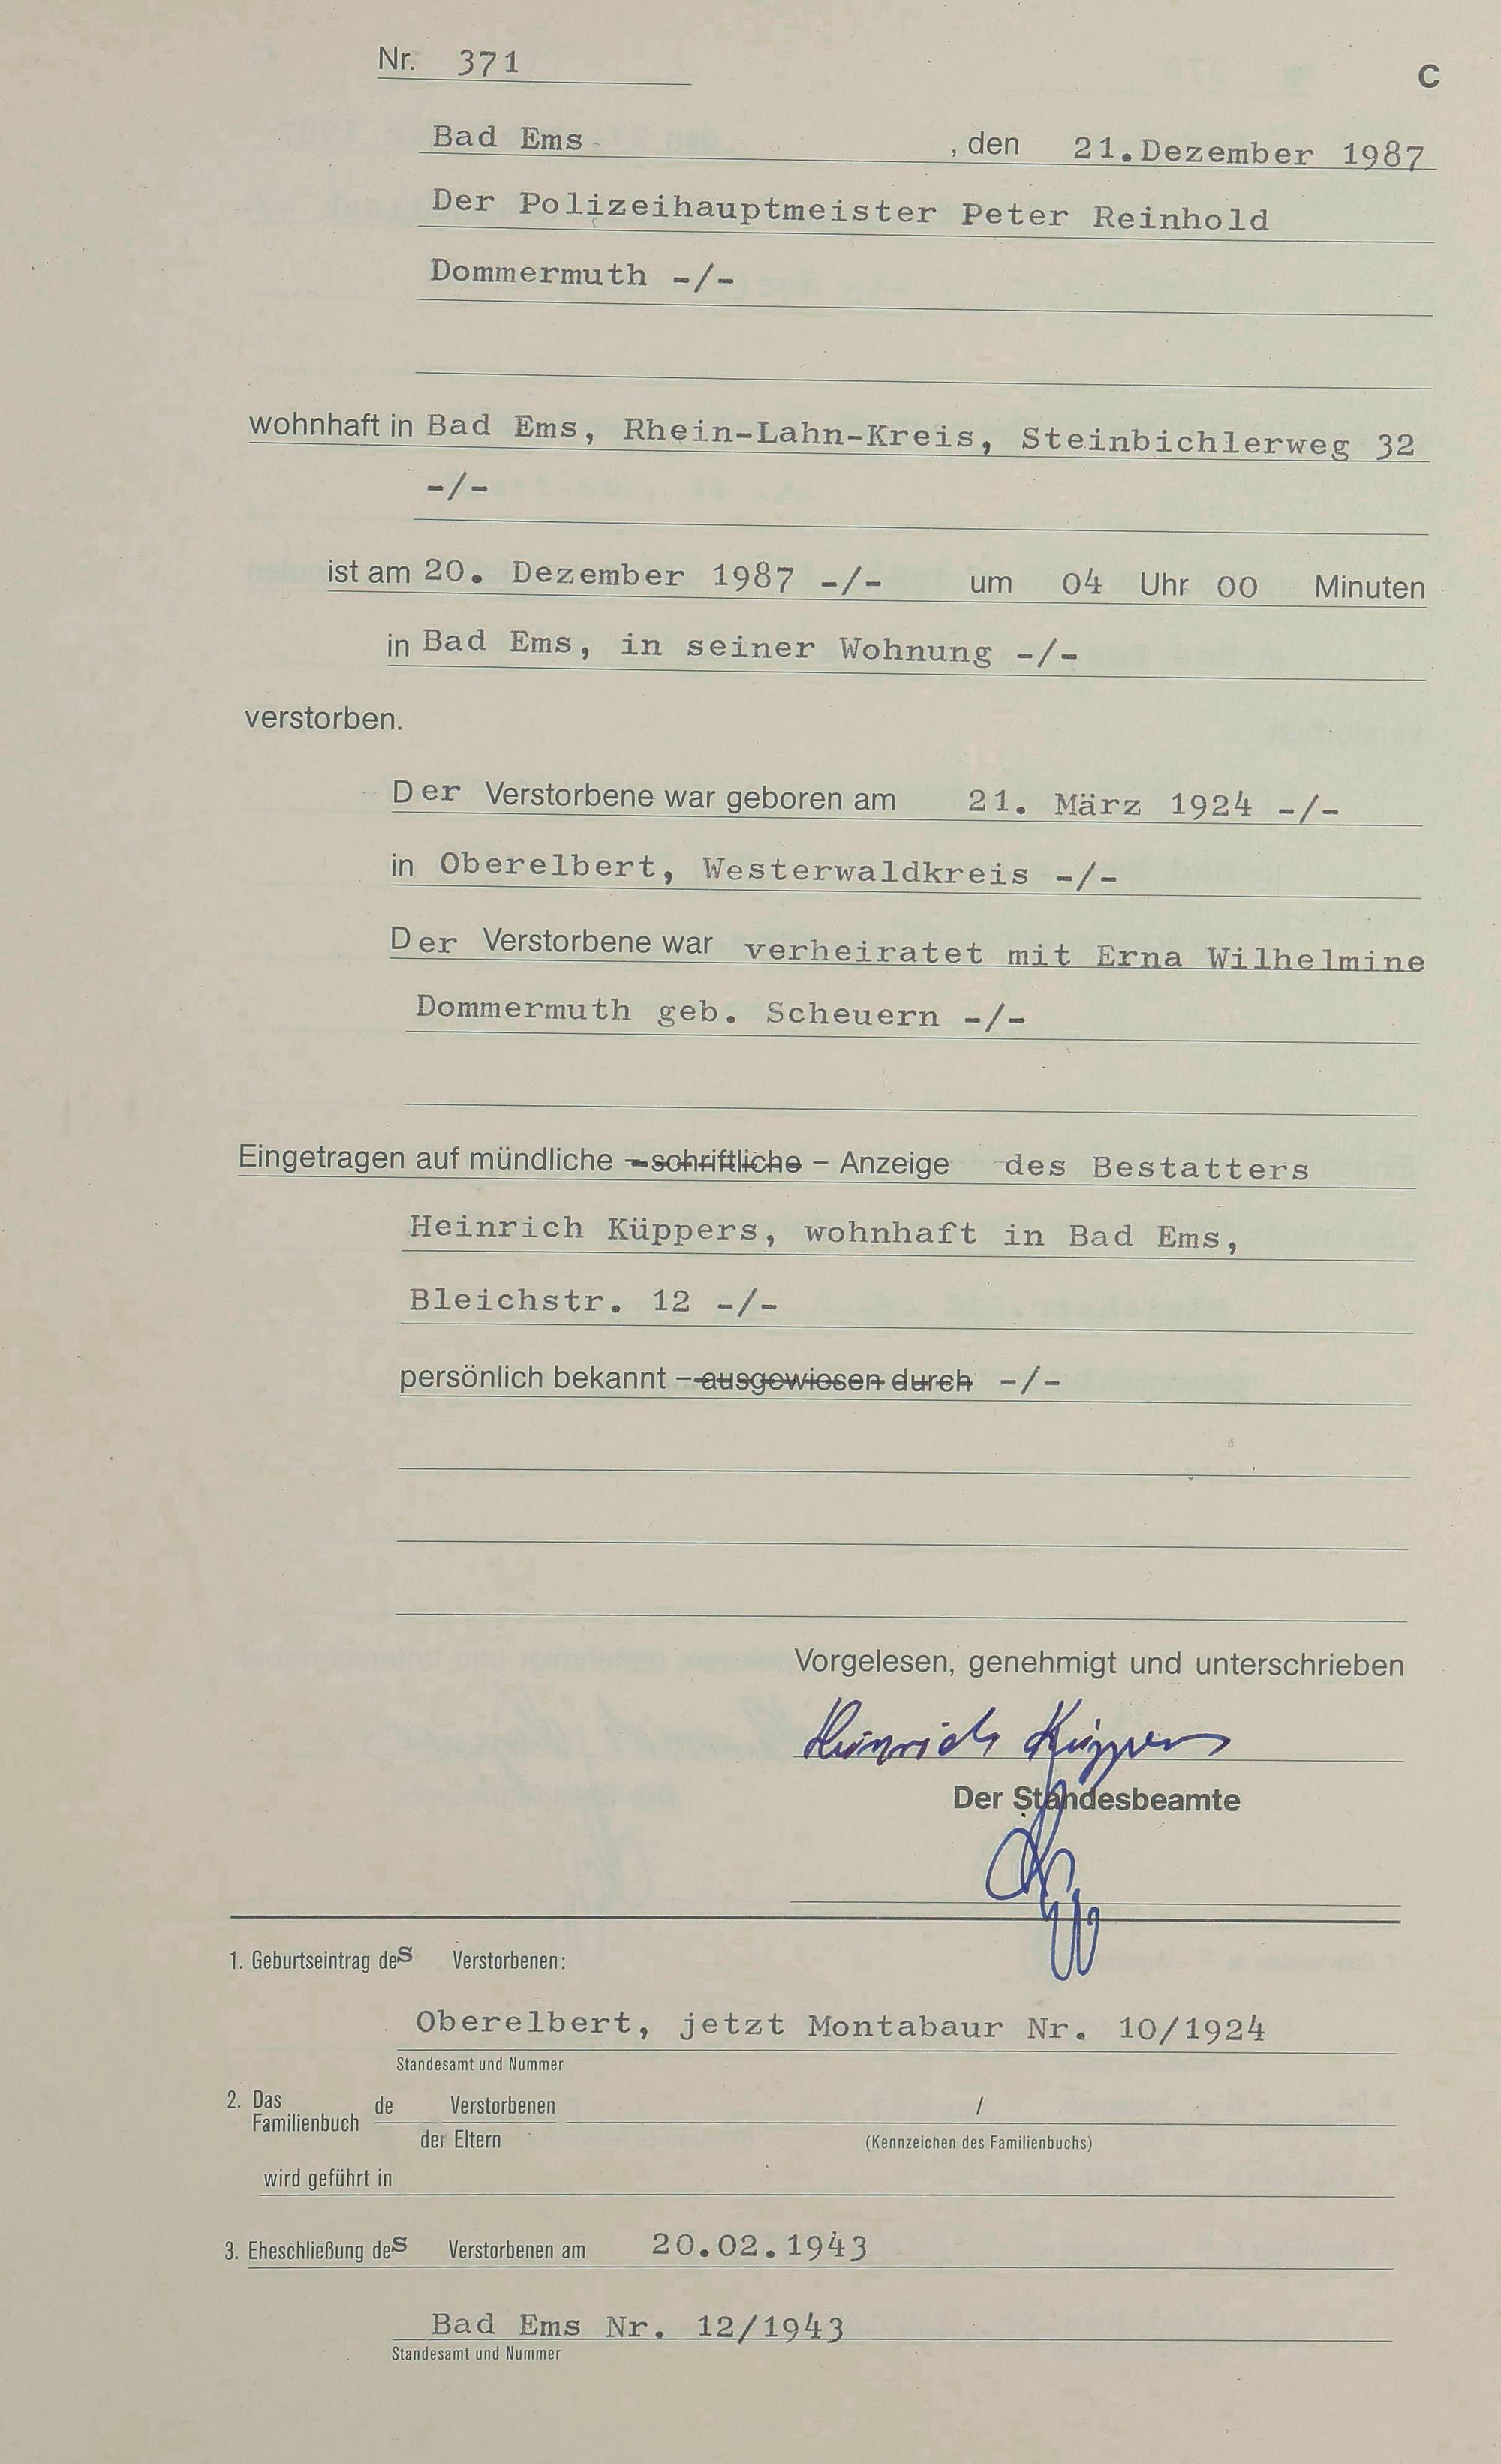 Nr. 371
C
Bad Ems , den 21.Dezember 1987
Der Polizeihauptmeister Peter Reinhold
Dommermuth -/-
wohnhaft in Bad Ems, Rhein-Lahn-Kreis, Steinbichlerweg 32
-/-
ist am 20. Dezember 1987 -/- um 04 Uhr 00 Minuten
in Bad Ems, in seiner Wohnung -/-
verstorben.
Der Verstorbene war geboren am 21. März 1924 -/-
in Oberelbert, Westerwaldkreis -/-
Der Verstorbene war verheiratet mit Erna Wilhelmine
Dommermuth geb. Scheuern -/-
Eingetragen auf mündliche – schriftliche – Anzeige des Bestatters
Heinrich Küppers, wohnhaft in Bad Ems,
Bleichstr. 12 -/-
persönlich bekannt – ausgewiesen durch -/-
Vorgelesen, genehmigt und unterschrieben
Heinrich Küppers
Der Standesbeamte
1. Geburtseintrag des Verstorbenen:
Oberelbert, jetzt Montabaur Nr. 10/1924
Standesamt und Nummer
2. Das Familienbuch de Verstorbenen /
der Eltern (Kennzeichen des Familienbuchs)
wird geführt in
3. Eheschließung des Verstorbenen am 20.02.1943
Bad Ems Nr. 12/1943
Standesamt und Nummer